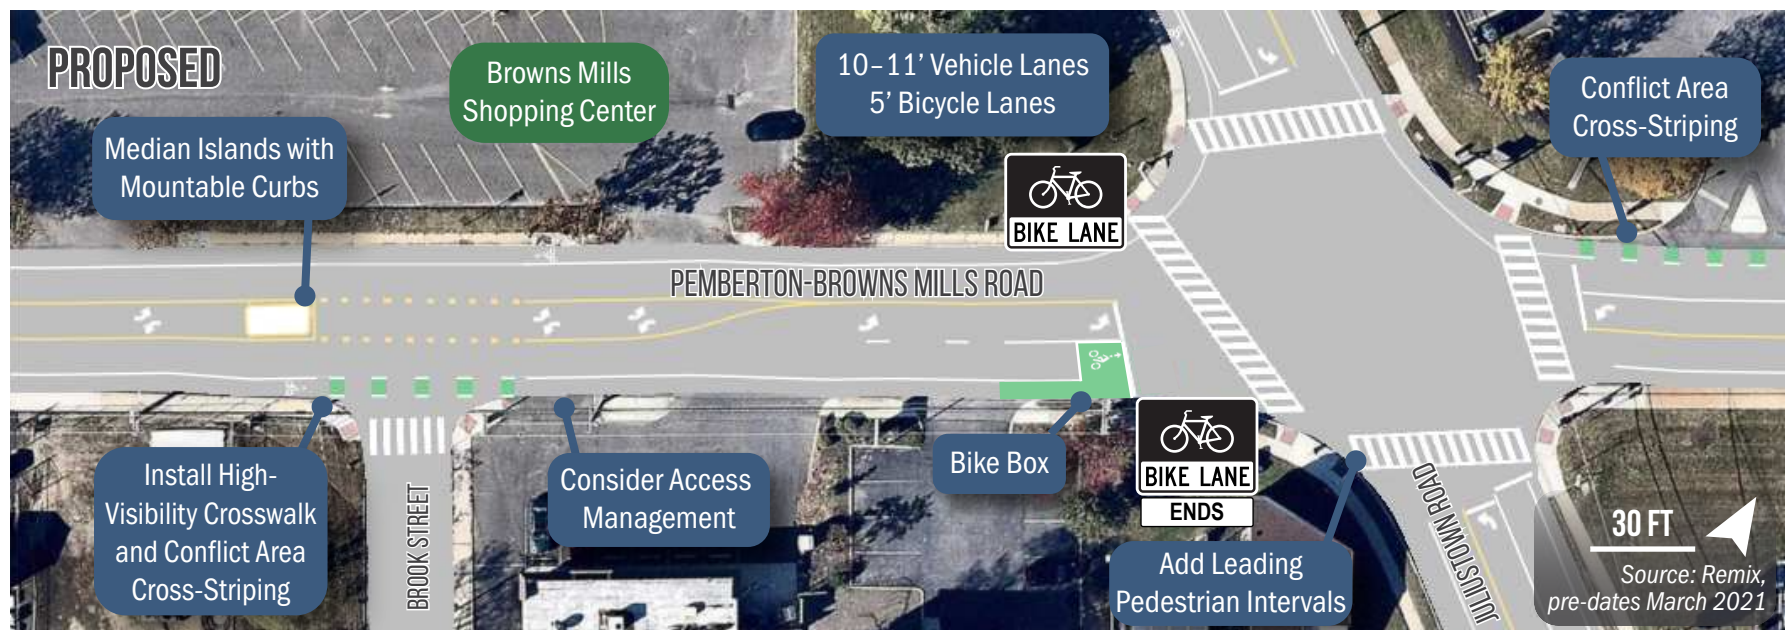 PROPOSED
Browns Mills
Shopping Center
10–11’ Vehicle Lanes
5’ Bicycle Lanes
Conflict Area
Cross-Striping
Median Islands with
Mountable Curbs
BIKE LANE
PEMBERTON-BROWNS MILLS ROAD
Install High-
Visibility Crosswalk
and Conflict Area
Cross-Striping
BROOK STREET
Consider Access
Management
Bike Box
BIKE LANE
ENDS
Add Leading
Pedestrian Intervals
JULIUSTOWN ROAD
30 FT
Source: Remix,
pre-dates March 2021